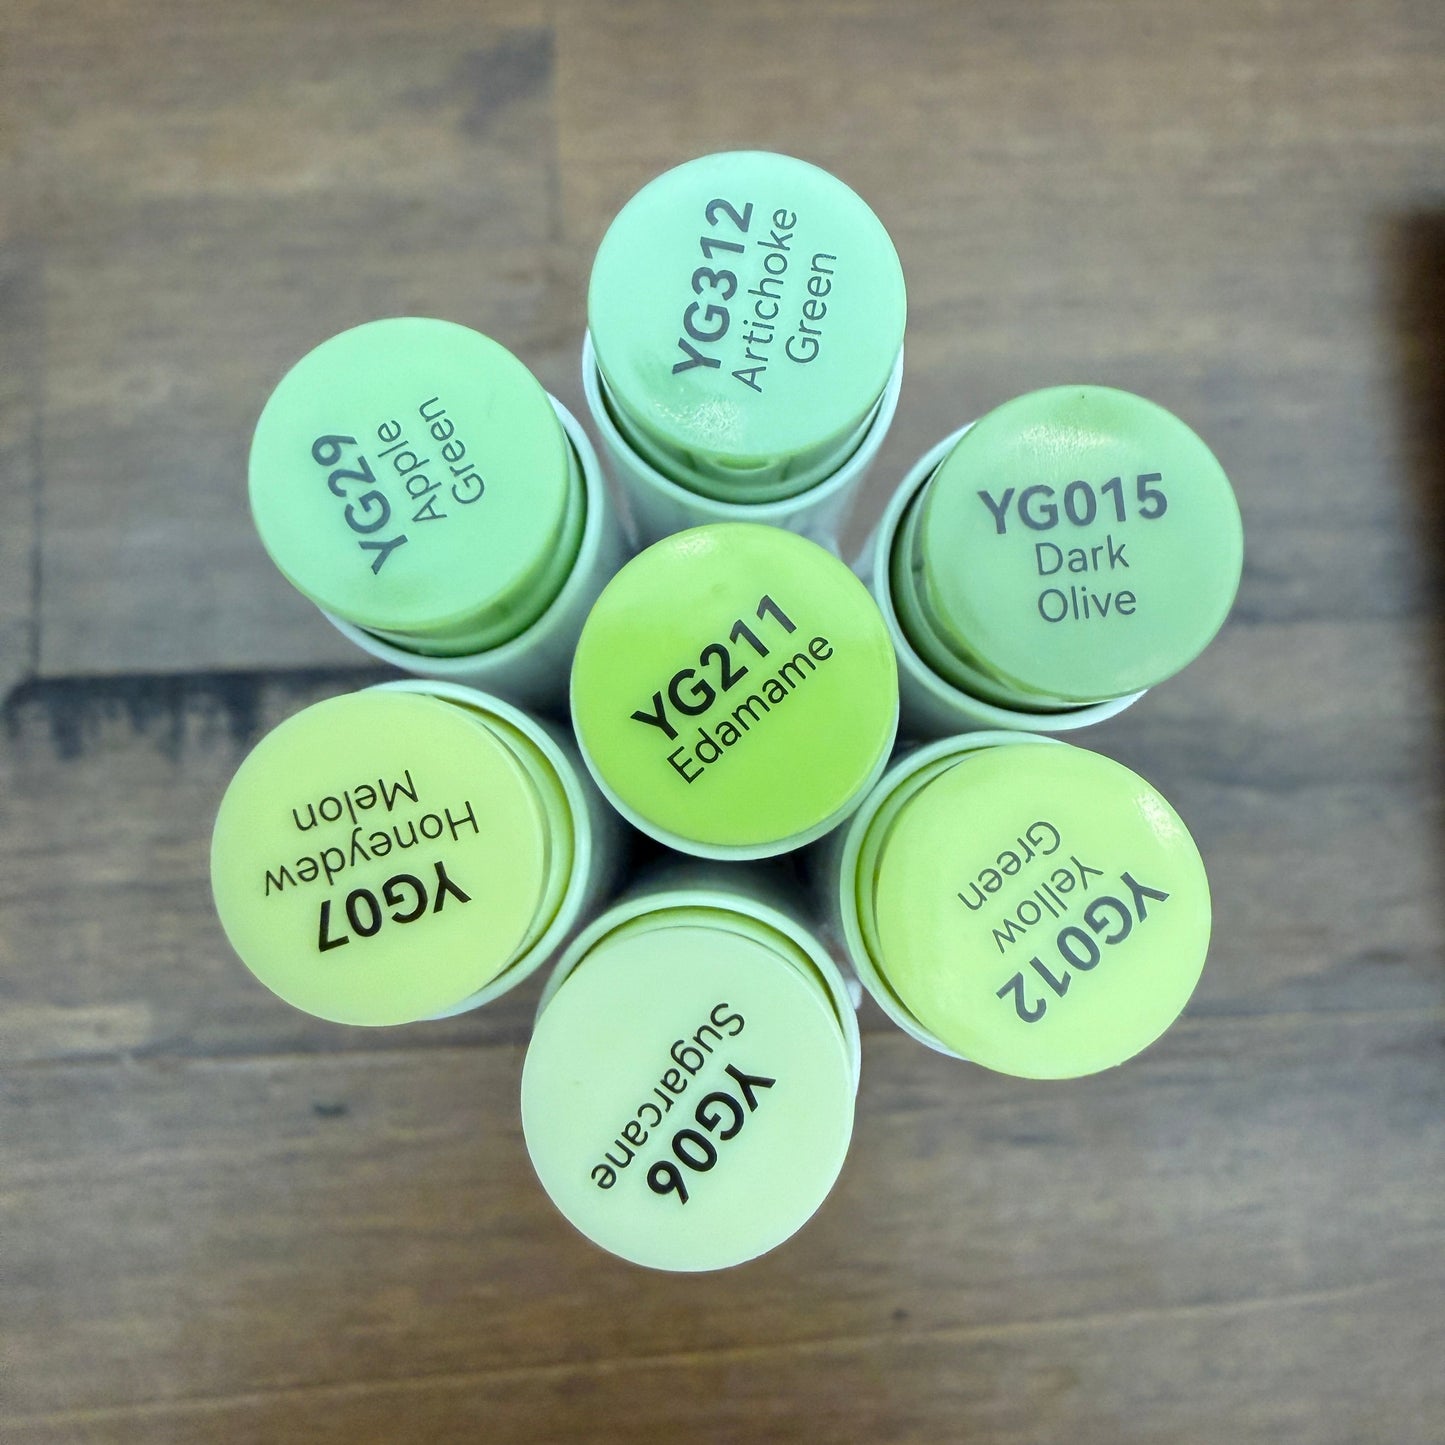 YG312
Artichoke
Green
YG29
Apple
Green
YG015
Dark
Olive
YG211
Edamame
YG07
Honeydew
Melon
YG012
Yellow
Green
YG06
Sugarcane